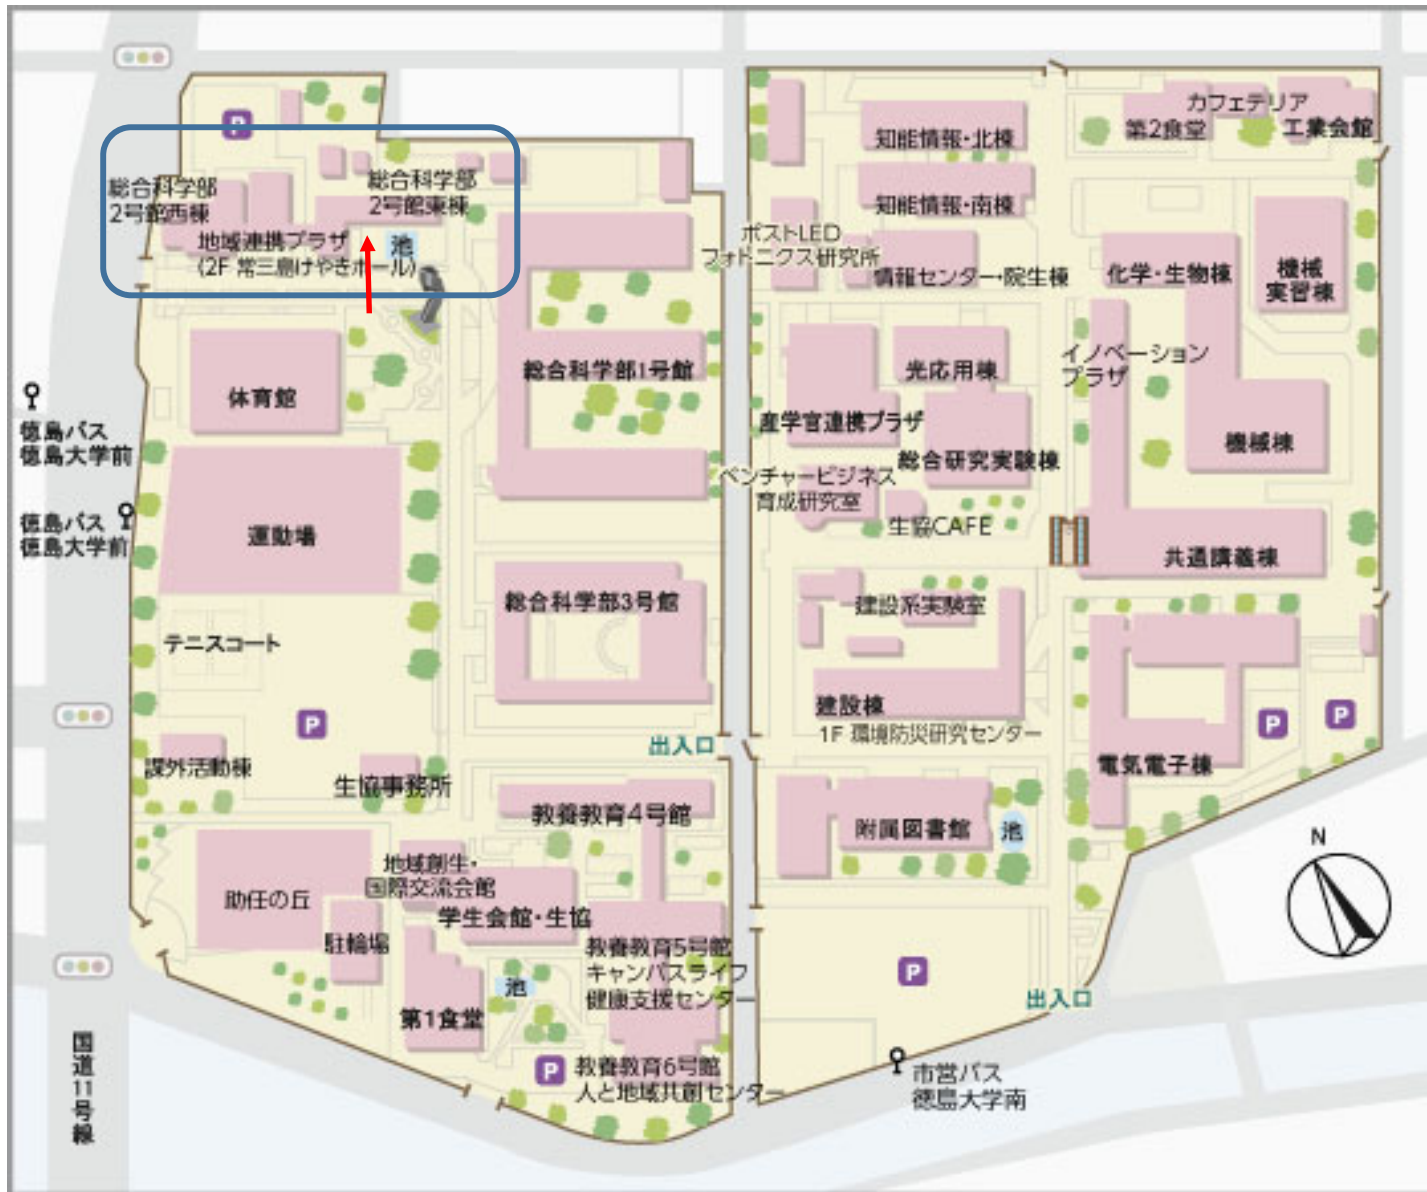 P
総合科学部
2号館西棟
総合科学部
2号館東棟
地域連携プラザ
(2F 常三島けやきホール)
池
体育館
総合科学部1号館
徳島バス
徳島大学前
徳島バス
徳島大学前
運動場
総合科学部3号館
テニスコート
P
課外活動棟
生協事務所
出入口
教養教育4号館
助任の丘
地域創生・
国際交流会館
学生会館・生協
駐輪場
第1食堂
池
教養教育5号館
キャンパスライフ
健康支援センター
P
教養教育6号館
人と地域共創センター
国道11号線
知能情報・北棟
知能情報・南棟
ポストLED
フォトニクス研究所
情報センター・院生棟
カフェテリア
第2食堂
工業会館
化学・生物棟
機械
実習棟
光応用棟
イノベーション
プラザ
産学官連携プラザ
総合研究実験棟
機械棟
ベンチャービジネス
育成研究室
生協CAFE
共通講義棟
建設系実験室
建設棟
1F 環境防災研究センター
P
P
電気電子棟
附属図書館
池
N
P
出入口
市営バス
徳島大学南